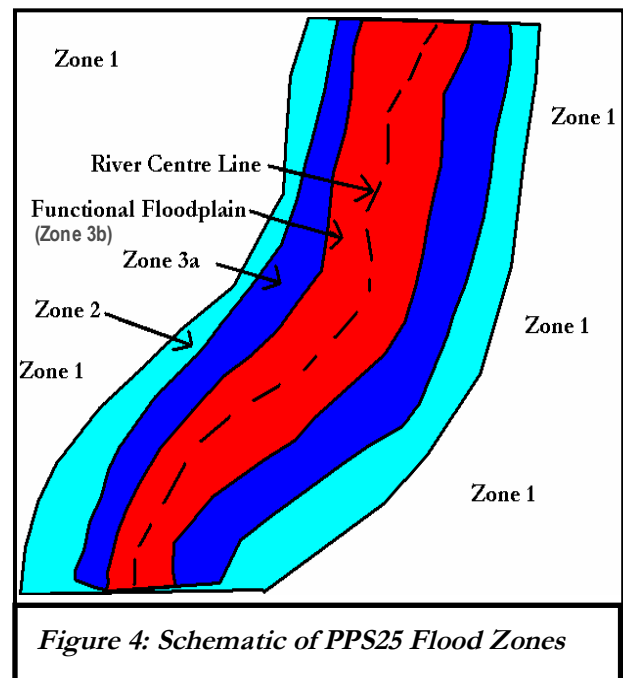 Zone 1
Zone 1
River Centre Line
Functional Floodplain
(Zone 3b)
Zone 3a
Zone 2
Zone 1
Zone 1
Zone 1
Figure 4: Schematic of PPS25 Flood Zones